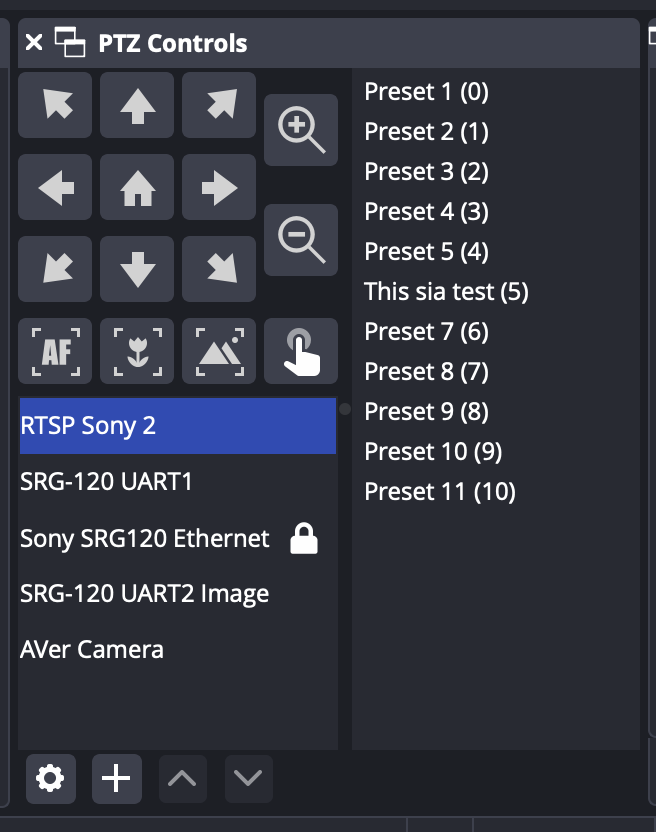 PTZ Controls
AF
RTSP Sony 2
SRG-120 UART1
Sony SRG120 Ethernet
SRG-120 UART2 Image
AVer Camera
Preset 1 (0)
Preset 2 (1)
Preset 3 (2)
Preset 4 (3)
Preset 5 (4)
This sia test (5)
Preset 7 (6)
Preset 8 (7)
Preset 9 (8)
Preset 10 (9)
Preset 11 (10)